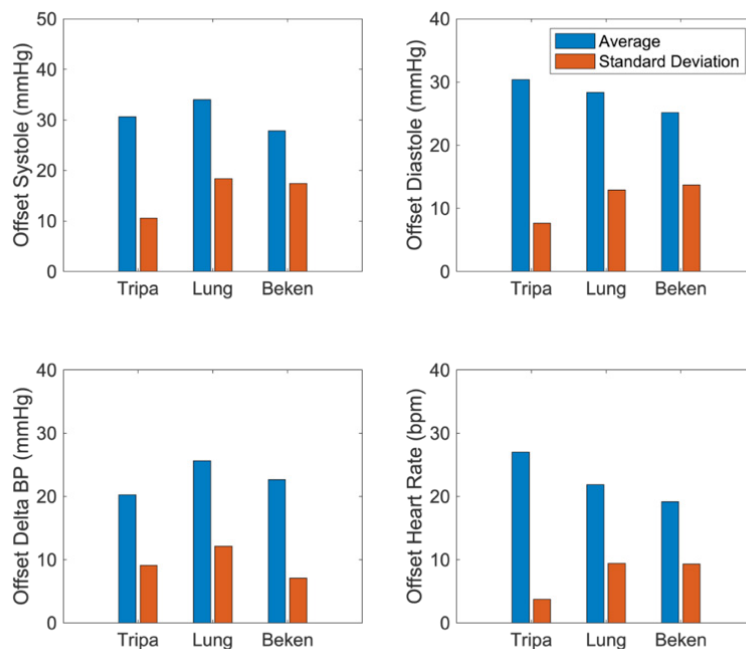 50
40
30
20
10
0
Offset Systole (mmHg)
Tripa Lung Beken
40
30
20
10
0
Offset Diastole (mmHg)
Average
Standard Deviation
Tripa Lung Beken
40
30
20
10
0
Offset Delta BP (mmHg)
Tripa Lung Beken
40
30
20
10
0
Offset Heart Rate (bpm)
Tripa Lung Beken